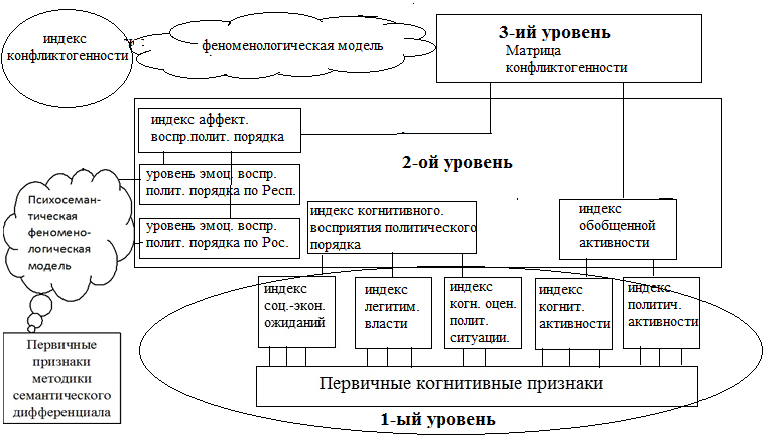 индекс
конфликтогенности
феноменологическая модель
3-ий уровень
Матрица
конфликтогенности
индекс аффект.
воспр.полит. порядка
2-ой уровень
уровень эмоц. воспр.
полит. порядка по Респ.
уровень эмоц. воспр.
полит. порядка по Рос.
Психосеман-
тическая
феномено-
логическая
модель
индекс когнитивного.
восприятия политического
порядка
индекс
обобщенной
активности
индекс
соц.-экон.
ожиданий
индекс
легитим.
власти
индекс
когн. оцен.
полит.
ситуации.
индекс
когнит.
активности
индекс
политич.
активности
Первичные
признаки
методики
семантического
дифференциала
Первичные когнитивные признаки
1-ый уровень